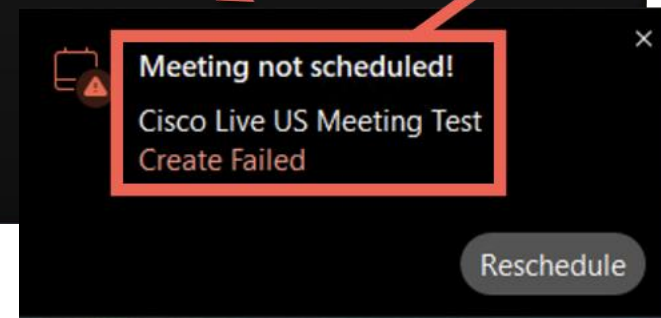 Meeting not scheduled!
Cisco Live US Meeting Test
Create Failed
Reschedule